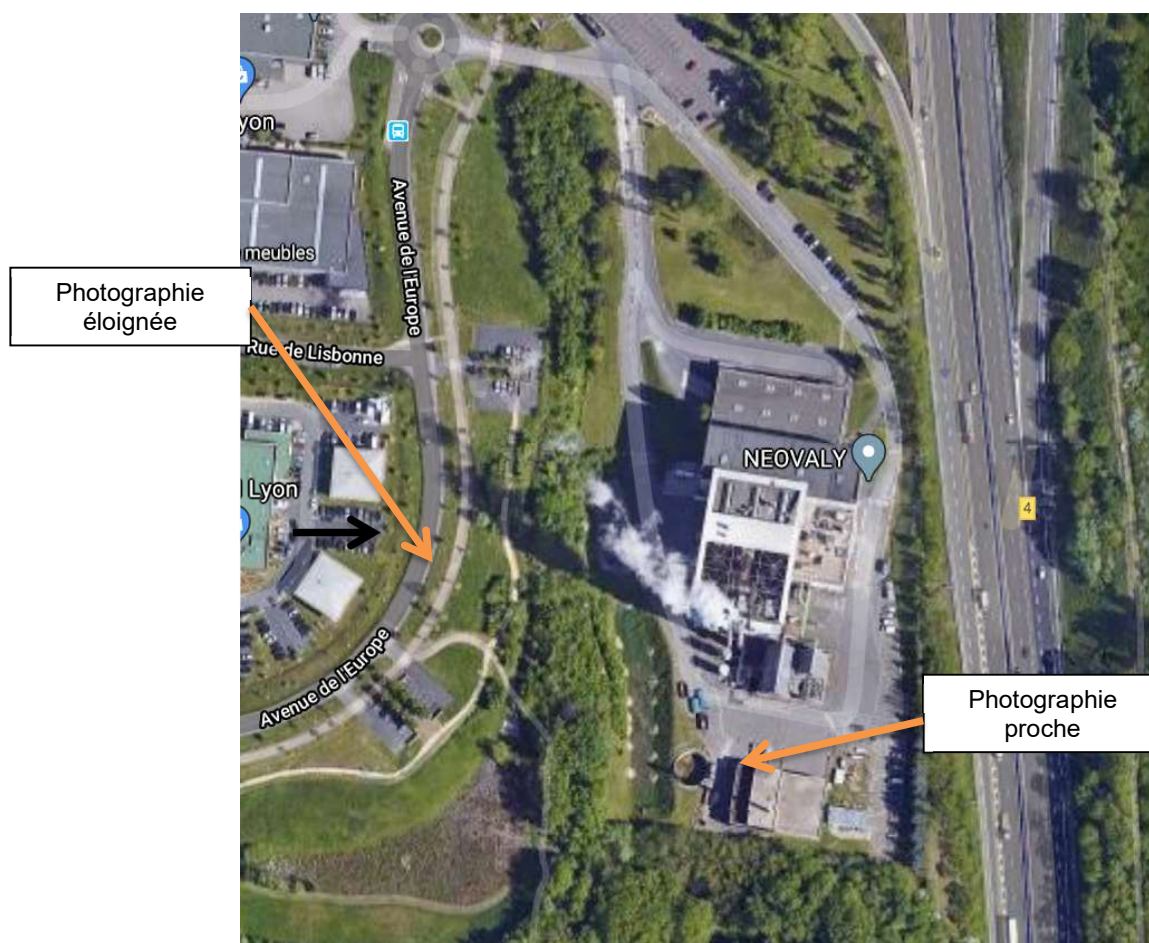 yon
Avenue de l'Europe
meubles
Photographie
éloignée
Rue de Lisbonne
NEOVALY
Lyon
4
Avenue de l'Europe
Photographie
proche